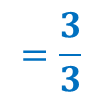 = 3/3